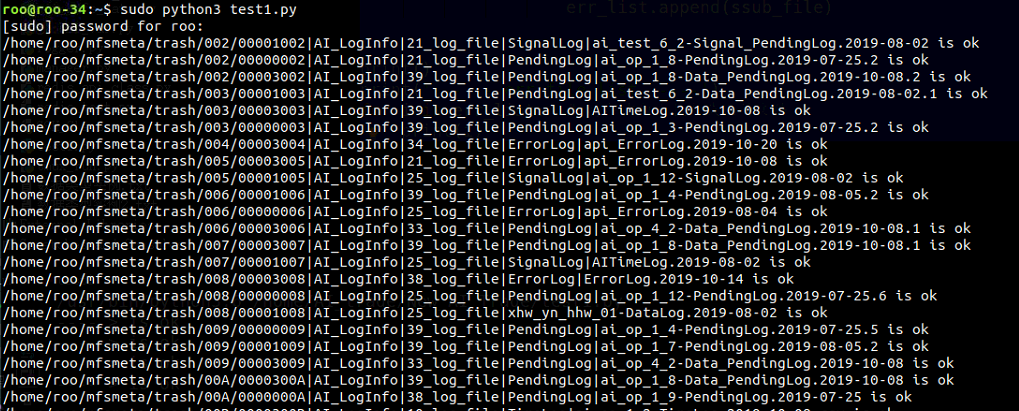 err_list.append(ssub_file)
roo@roo-34:~$ sudo python3 test1.py
[sudo] password for roo:
/home/roo/mfsmeta/trash/002/00001002|AI_LogInfo|21_log_file|SignalLog|ai_test_6_2-Signal_PendingLog.2019-08-02 is ok
/home/roo/mfsmeta/trash/002/00000002|AI_LogInfo|21_log_file|PendingLog|ai_op_1_8-PendingLog.2019-07-25.2 is ok
/home/roo/mfsmeta/trash/002/00003002|AI_LogInfo|39_log_file|PendingLog|ai_op_1_8-Data_PendingLog.2019-10-08.2 is ok
/home/roo/mfsmeta/trash/003/00001003|AI_LogInfo|21_log_file|PendingLog|ai_test_6_2-Data_PendingLog.2019-08-02.1 is ok
/home/roo/mfsmeta/trash/003/00003003|AI_LogInfo|39_log_file|SignalLog|AITimeLog.2019-10-08 is ok
/home/roo/mfsmeta/trash/003/00000003|AI_LogInfo|39_log_file|PendingLog|ai_op_1_3-PendingLog.2019-07-25.2 is ok
/home/roo/mfsmeta/trash/004/00003004|AI_LogInfo|34_log_file|ErrorLog|api_ErrorLog.2019-10-20 is ok
/home/roo/mfsmeta/trash/005/00003005|AI_LogInfo|21_log_file|ErrorLog|api_ErrorLog.2019-10-08 is ok
/home/roo/mfsmeta/trash/005/00001005|AI_LogInfo|25_log_file|SignalLog|ai_op_1_12-SignalLog.2019-08-02 is ok
/home/roo/mfsmeta/trash/006/00001006|AI_LogInfo|39_log_file|PendingLog|ai_op_1_4-PendingLog.2019-08-05.2 is ok
/home/roo/mfsmeta/trash/006/00000006|AI_LogInfo|25_log_file|ErrorLog|api_ErrorLog.2019-08-04 is ok
/home/roo/mfsmeta/trash/006/00003006|AI_LogInfo|33_log_file|PendingLog|ai_op_4_2-Data_PendingLog.2019-10-08.1 is ok
/home/roo/mfsmeta/trash/007/00003007|AI_LogInfo|39_log_file|PendingLog|ai_op_1_8-Data_PendingLog.2019-10-08.1 is ok
/home/roo/mfsmeta/trash/007/00001007|AI_LogInfo|25_log_file|SignalLog|AITimeLog.2019-08-02 is ok
/home/roo/mfsmeta/trash/008/00003008|AI_LogInfo|38_log_file|ErrorLog|ErrorLog.2019-10-14 is ok
/home/roo/mfsmeta/trash/008/00000008|AI_LogInfo|25_log_file|PendingLog|ai_op_1_12-PendingLog.2019-07-25.6 is ok
/home/roo/mfsmeta/trash/008/00001008|AI_LogInfo|25_log_file|xhw_yn_hhw_01-DataLog.2019-08-02 is ok
/home/roo/mfsmeta/trash/009/00000009|AI_LogInfo|39_log_file|PendingLog|ai_op_1_4-PendingLog.2019-07-25.5 is ok
/home/roo/mfsmeta/trash/009/00001009|AI_LogInfo|39_log_file|PendingLog|ai_op_1_7-PendingLog.2019-08-05.2 is ok
/home/roo/mfsmeta/trash/009/00003009|AI_LogInfo|33_log_file|PendingLog|ai_op_4_2-Data_PendingLog.2019-10-08 is ok
/home/roo/mfsmeta/trash/00A/0000300A|AI_LogInfo|39_log_file|PendingLog|ai_op_1_8-Data_PendingLog.2019-10-08 is ok
/home/roo/mfsmeta/trash/00A/0000000A|AI_LogInfo|38_log_file|PendingLog|ai_op_1_9-PendingLog.2019-07-25 is ok